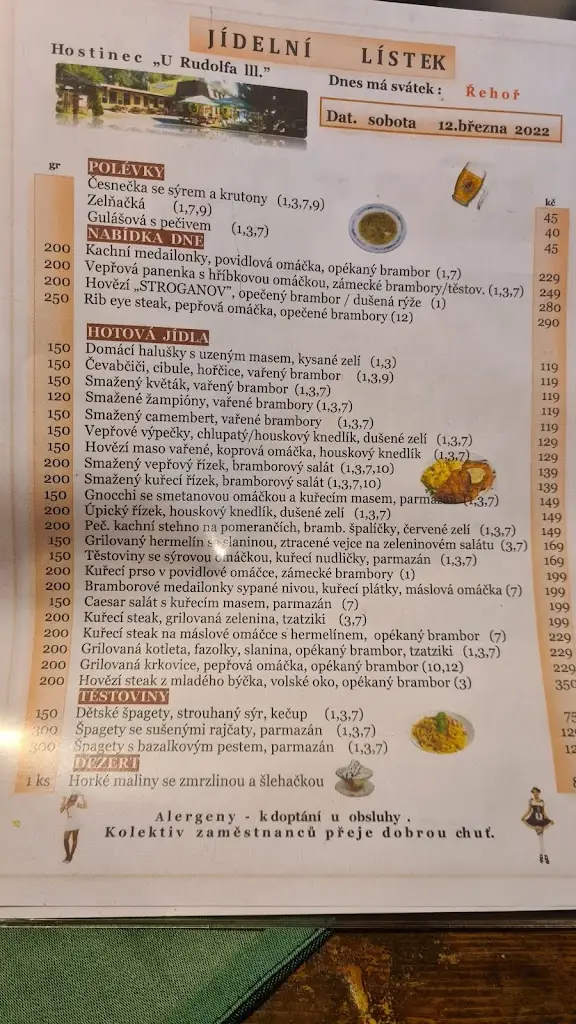 JÍDELNÍ LÍSTEK
Hostinec „U Rudolfa lll."
Dnes má svátek : Řehoř
Dat. sobota 12.března 2022
gr kč
POLÉVKY
Česnečka se sýrem a krutony (1,3,7,9) 45
Zelňačká (1,7,9) 40
Gulášová s pečivem (1,3,7) 45
NABÍDKA DNE
200 Kachní medailonky, povidlová omáčka, opékaný brambor (1,7) 229
200 Vepřová panenka s hříbkovou omáčkou, zámecké brambory/těstov. (1,3,7) 249
200 Hovězí „STROGANOV", opečený brambor / dušená rýže (1) 280
250 Rib eye steak, pepřová omáčka, opečené brambory (12) 290
HOTOVÁ JÍDLA
150 Domácí halušky s uzeným masem, kysané zelí (1,3) 119
150 Čevabčiči, cibule, hořčice, vařený brambor (1,3,9) 119
150 Smažený květák, vařený brambor (1,3,7) 119
120 Smažené žampióny, vařené brambory (1,3,7) 119
150 Smažený camembert, vařené brambory (1,3,7) 119
150 Vepřové výpečky, chlupatý/houskový knedlík, dušené zelí (1,3,7) 129
150 Hovězí maso vařené, koprová omáčka, houskový knedlík (1,3,7) 129
200 Smažený vepřový řízek, bramborový salát (1,3,7,10) 139
200 Smažený kuřecí řízek, bramborový salát (1,3,7,10) 139
150 Gnocchi se smetanovou omáčkou a kuřecím masem, parmazán (1,3,7) 149
200 Úpický řízek, houskový knedlík, dušené zelí (1,3,7) 149
200 Peč. kachní stehno na pomerančích, bramb. špalíčky, červené zelí (1,3,7) 149
150 Grilovaný hermelín se slaninou, ztracené vejce na zeleninovém salátu (3,7) 169
150 Těstoviny se sýrovou omáčkou, kuřecí nudličky, parmazán (1,3,7) 169
200 Kuřecí prso v povidlové omáčce, zámecké brambory (1) 199
200 Bramborové medailonky sypané nivou, kuřecí plátky, máslová omáčka (7) 199
150 Caesar salát s kuřecím masem, parmazán (7) 199
200 Kuřecí steak, grilovaná zelenina, tzatziki (3,7) 199
200 Kuřecí steak na máslové omáčce s hermelínem, opékaný brambor (7) 229
200 Grilovaná kotleta, fazolky, slanina, opékaný brambor, tzatziki (1,3,7) 229
200 Grilovaná krkovice, pepřová omáčka, opékaný brambor (10,12) 229
200 Hovězí steak z mladého býčka, volské oko, opékaný brambor (3) 350
TĚSTOVINY
150 Dětské špagety, strouhaný sýr, kečup (1,3,7) 75
300 Špagety se sušenými rajčaty, parmazán (1,3,7)
300 Špagety s bazalkovým pestem, parmazán (1,3,7)
DEZERT
1 ks Horké maliny se zmrzlinou a šlehačkou
Alergeny - k doptání u obsluhy .
Kolektiv zaměstnanců přeje dobrou chuť.